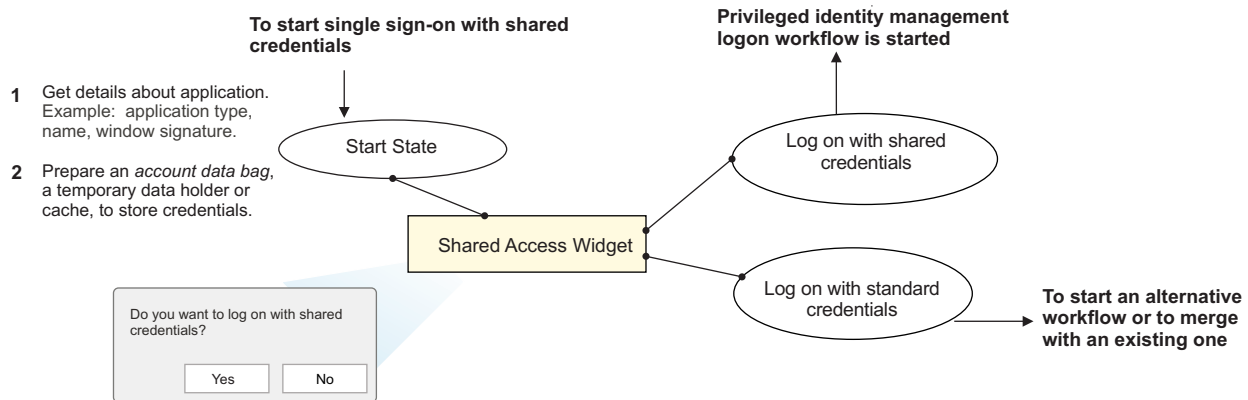 To start single sign-on with shared
credentials
Privileged identity management
logon workflow is started
1 Get details about application.
Example: application type,
name, window signature.
2 Prepare an account data bag,
a temporary data holder or
cache, to store credentials.
Start State
Log on with shared
credentials
Shared Access Widget
Log on with standard
credentials
To start an alternative
workflow or to merge
with an existing one
Do you want to log on with shared
credentials?
Yes
No